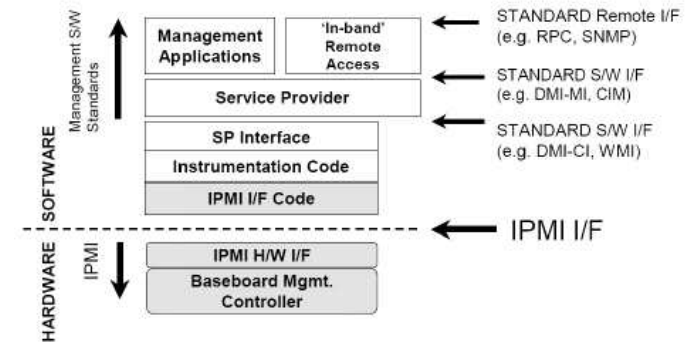 Management S/W
Standards
SOFTWARE
Management
Applications
'In-band'
Remote
Access
Service Provider
SP Interface
Instrumentation Code
IPMI I/F Code
STANDARD Remote I/F
(e.g. RPC, SNMP)
STANDARD S/W I/F
(e.g. DMI-MI, CIM)
STANDARD S/W I/F
(e.g. DMI-CI, WMI)
IPMI I/F
HARDWARE
IPMI
IPMI H/W I/F
Baseboard Mgmt.
Controller